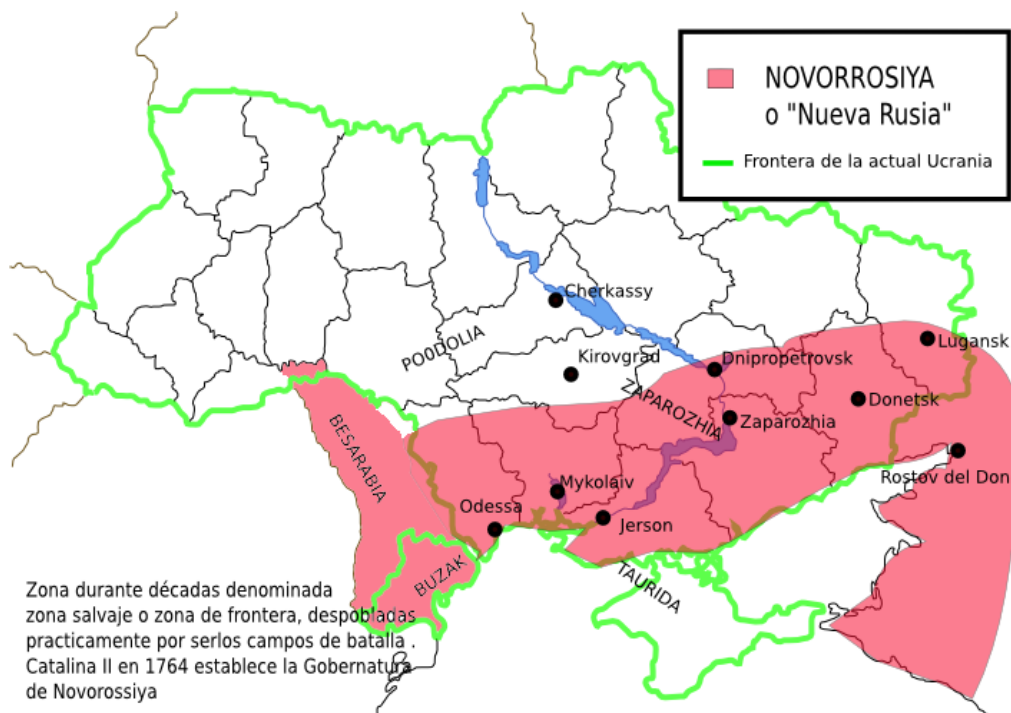 NOVORROSIYA
o "Nueva Rusia"
Frontera de la actual Ucrania
Cherkassy
POODOLIA
Kirovgrad
Dnipropetrovsk
Lugansk
ZAPAROZHIA
Zaparozhia
Donetsk
BESARABIA
Rostov del Don
Mykolaiv
Odessa
Jerson
BUZAK
TAURIDA
Zona durante décadas denominada
zona salvaje o zona de frontera, despobladas
practicamente por serlos campos de batalla .
Catalina II en 1764 establece la Gobernatura
de Novorossiya